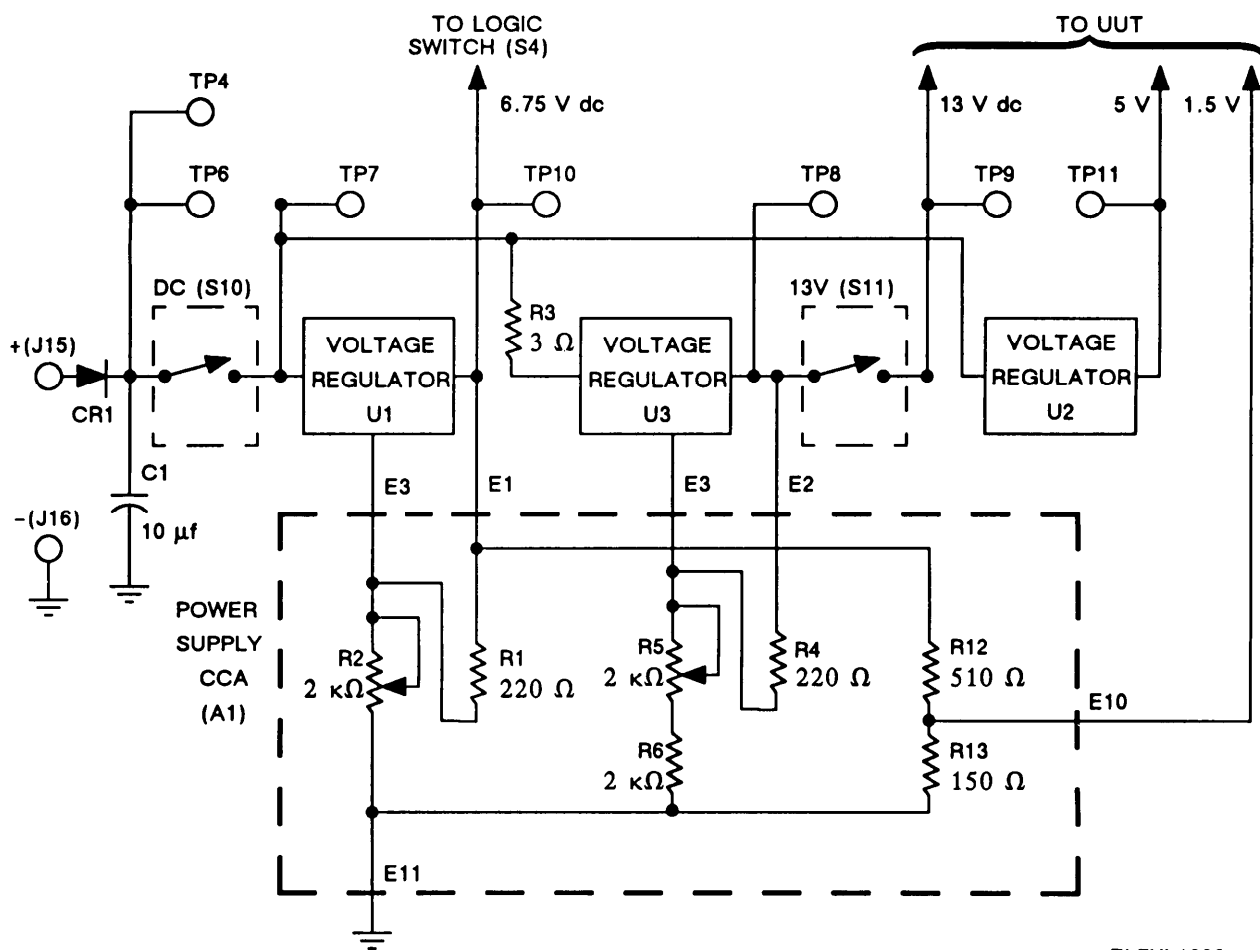 TO LOGIC
SWITCH (S4)
TO UUT
TP4
6.75 V dc
13 V dc
5 V
1.5 V
TP6
TP7
TP10
TP8
TP9
TP11
DC (S10)
13V (S11)
R3
3 Ω
+(J15)
VOLTAGE
REGULATOR
U1
VOLTAGE
REGULATOR
U3
VOLTAGE
REGULATOR
U2
CR1
C1
10 µf
E3
E1
E3
E2
-(J16)
POWER
SUPPLY
CCA
(A1)
R2
2 κΩ
R1
220 Ω
R5
2 κΩ
R4
220 Ω
R12
510 Ω
E10
R6
2 κΩ
R13
150 Ω
E11